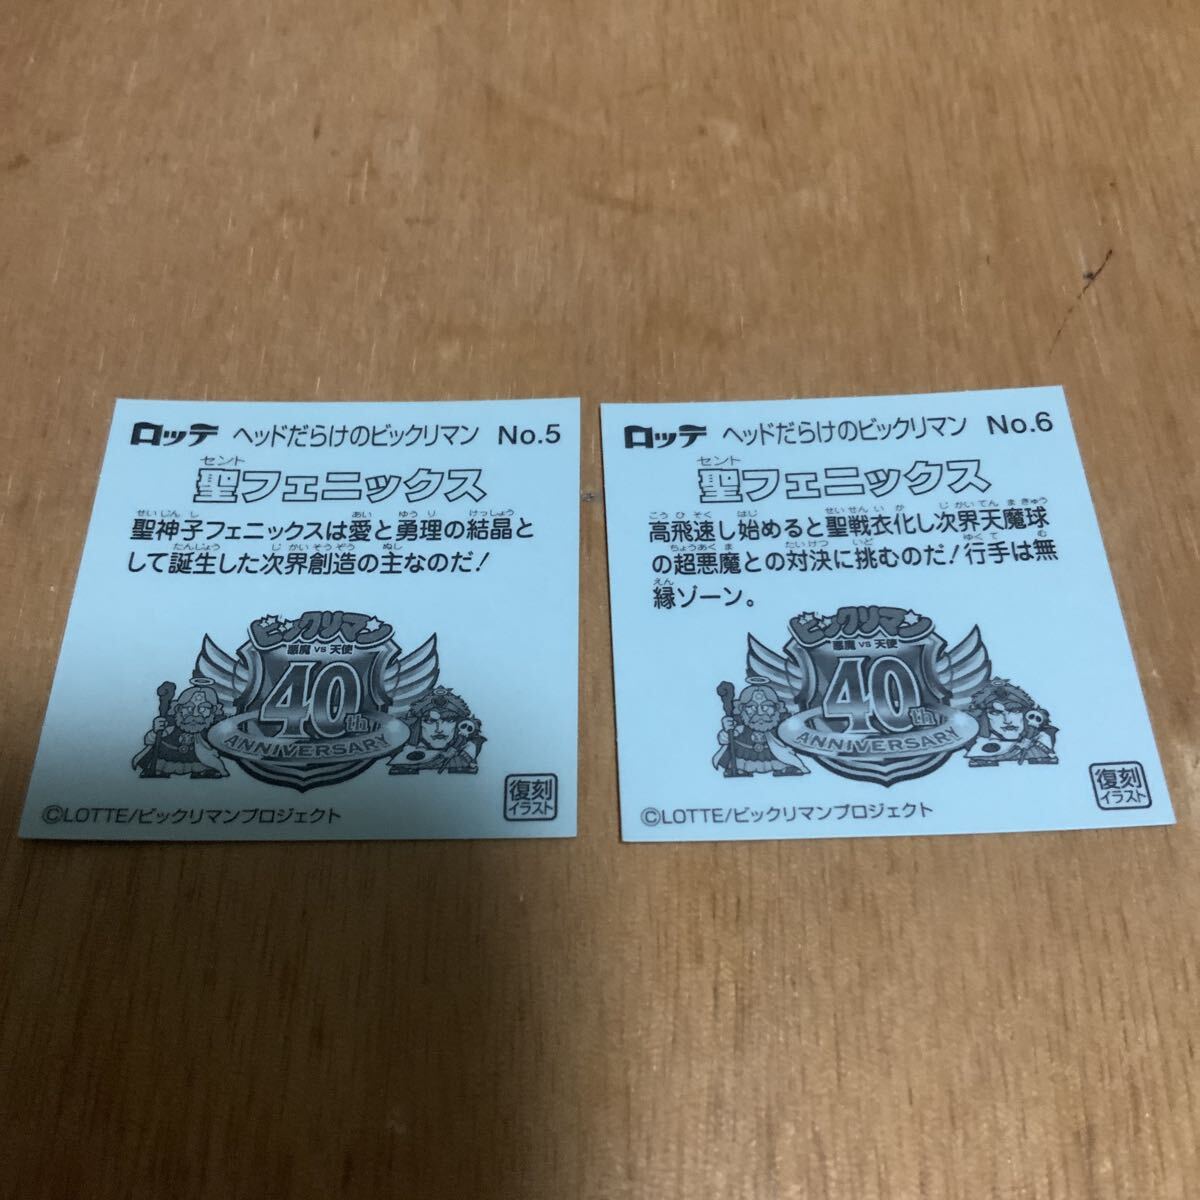 ロッテ ヘッドだらけのビックリマン No.5
セント
聖フェニックス
せいじんし あい ゆうり けっしょう
聖神子フェニックスは愛と勇理の結晶と
たんじょう じかいそうぞう ぬし
して誕生した次界創造の主なのだ!
ビックリマン
悪魔 VS 天使
40th
ANNIVERSARY
復刻
イラスト
©LOTTE/ビックリマンプロジェクト
ロッテ ヘッドだらけのビックリマン No.6
セント
聖フェニックス
こうひそく はじ せいせんいか じかいてんまきゅう
高飛速し始めると聖戦衣化し次界天魔球
ちょうあくま たいけつ いど ゆくて む
の超悪魔との対決に挑むのだ!行手は無
えん
縁ゾーン。
ビックリマン
悪魔 VS 天使
40th
ANNIVERSARY
復刻
イラスト
©LOTTE/ビックリマンプロジェクト